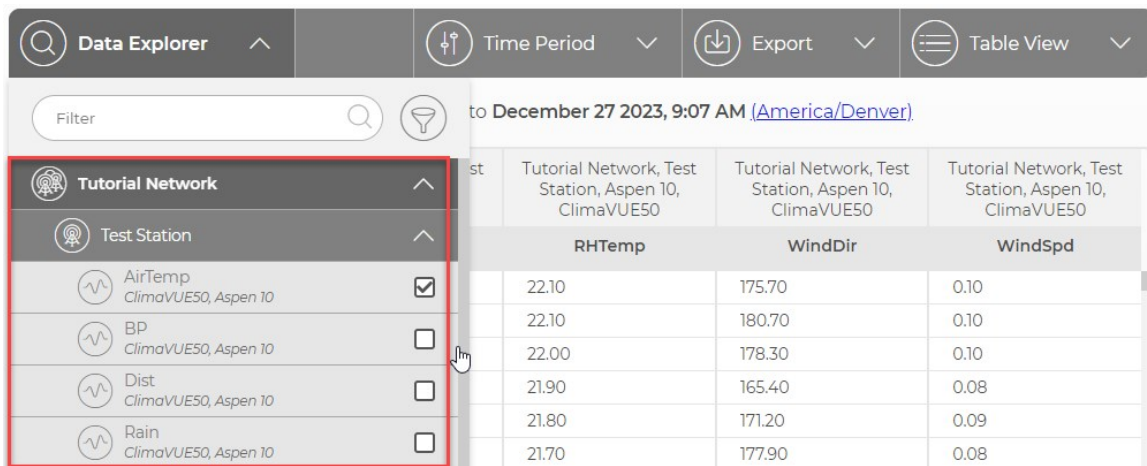 Data Explorer
Time Period
Export
Table View
Filter
to December 27 2023, 9:07 AM (America/Denver)
Tutorial Network
Test Station
AirTemp
ClimaVUE50, Aspen 10
BP
ClimaVUE50, Aspen 10
Dist
ClimaVUE50, Aspen 10
Rain
ClimaVUE50, Aspen 10
st
Tutorial Network, Test
Station, Aspen 10,
ClimaVUE50
Tutorial Network, Test
Station, Aspen 10,
ClimaVUE50
Tutorial Network, Test
Station, Aspen 10,
ClimaVUE50
RHTemp WindDir WindSpd
22.10 175.70 0.10
22.10 180.70 0.10
22.00 178.30 0.10
21.90 165.40 0.08
21.80 171.20 0.09
21.70 177.90 0.08